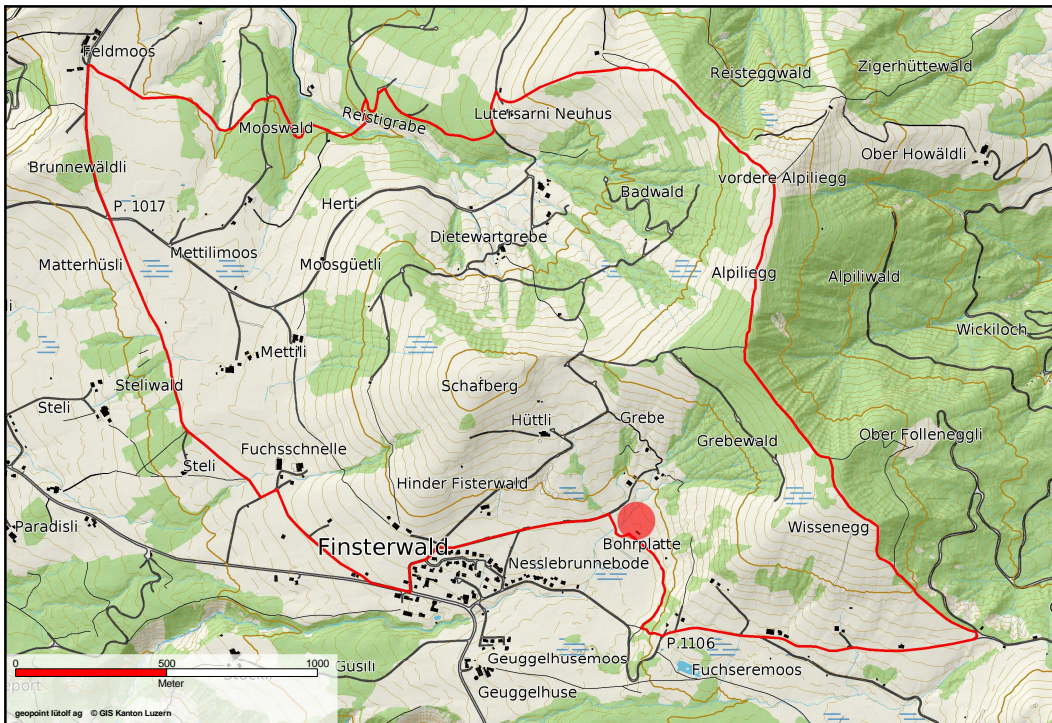 Feldmoos
Reisteggwald
Zigerhüttewald
Lutersarni Neuhus
Reistigrabe
Mooswald
Ober Howäldli
Brunnewäldli
vordere Alpiliegg
Badwald
Herti
P. 1017
Dietewartgrebe
Mettilimoos
Matterhüsli
Moosgüetli
Alpiliegg
Alpiliwald
li
Wickiloch
Mettili
Steliwald
Schafberg
Steli
Hüttli
Grebe
Grebewald
Ober Folleneggli
Fuchsschnelle
Steli
Hinder Fisterwald
Paradisli
Wissenegg
Finsterwald
Bohrplatte
Nesslebrunnebode
P.1106
Geuggelhusemoos
Fuchseremoos
Güsili
Geuggelhuse
0 500 1000
Meter
geopoint lütolf ag © GIS Kanton Luzern